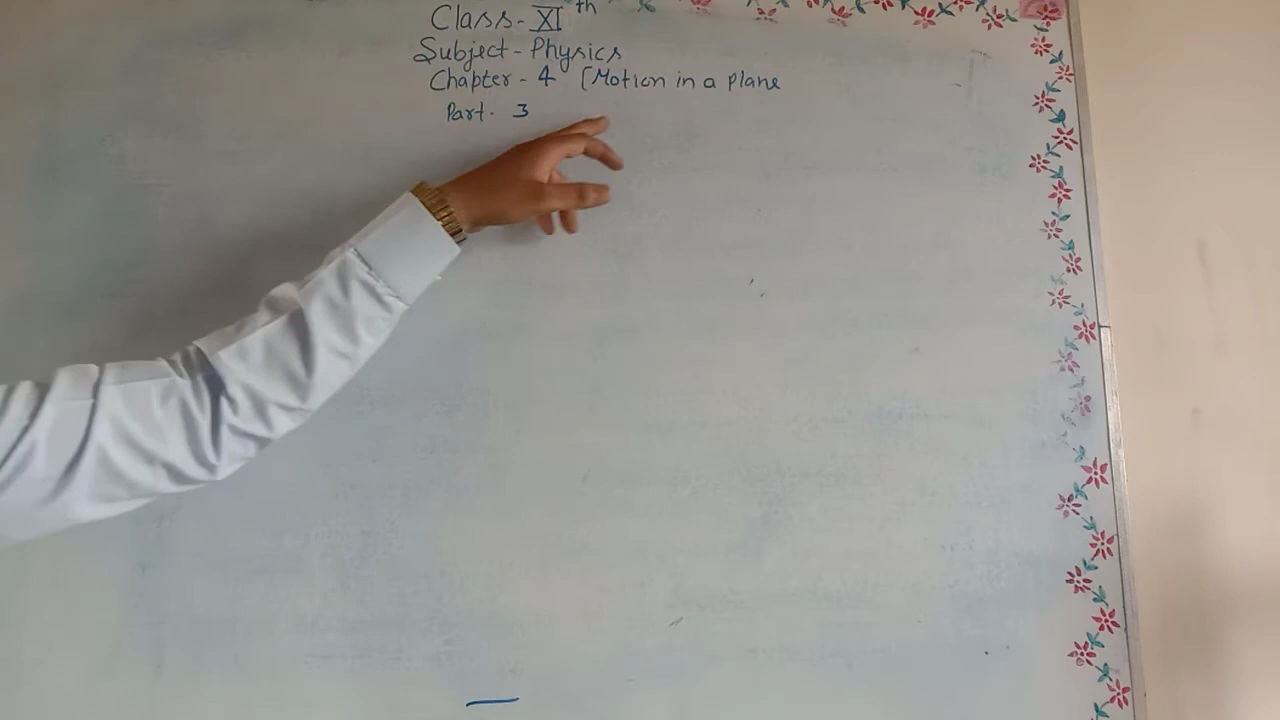 Class- XI th
Subject - Physics
Chapter - 4 (Motion in a plane
Part - 3